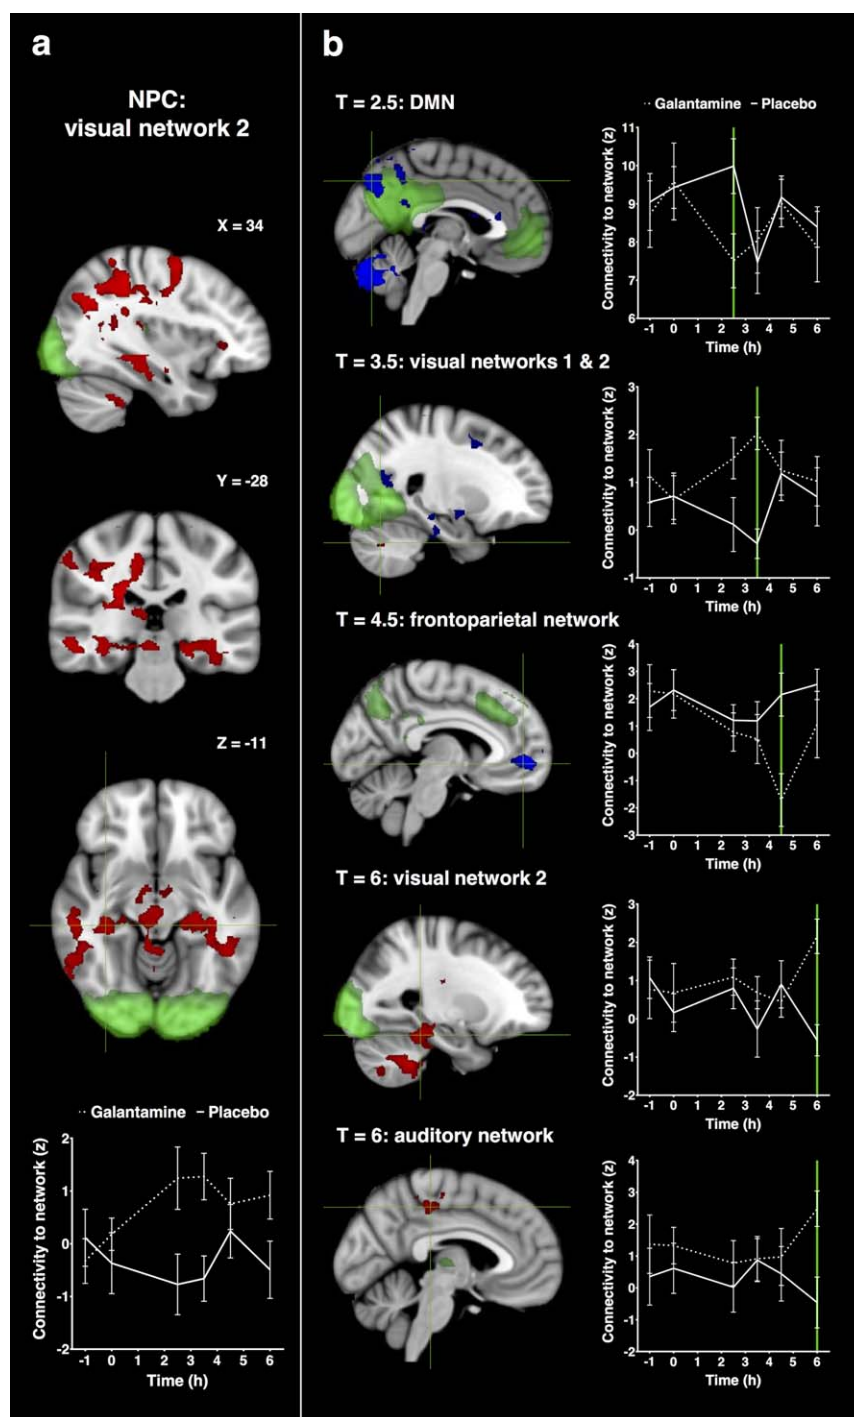 a
NPC:
visual network 2
X = 34
Y = -28
Z = -11
·· Galantamine – Placebo
Connectivity to network (z)
2
1
0
-1
-2
-1 0 1 2 3 4 5 6
Time (h)
b
T = 2.5: DMN
·· Galantamine – Placebo
Connectivity to network (z)
11
10
9
8
7
6
-1 0 1 2 3 4 5 6
Time (h)
T = 3.5: visual networks 1 & 2
Connectivity to network (z)
3
2
1
0
-1
-1 0 1 2 3 4 5 6
Time (h)
T = 4.5: frontoparietal network
Connectivity to network (z)
4
3
2
1
0
-1
-2
-3
-1 0 1 2 3 4 5 6
Time (h)
T = 6: visual network 2
Connectivity to network (z)
3
2
1
0
-1
-2
-1 0 1 2 3 4 5 6
Time (h)
T = 6: auditory network
Connectivity to network (z)
4
3
2
1
0
-1
-2
-1 0 1 2 3 4 5 6
Time (h)